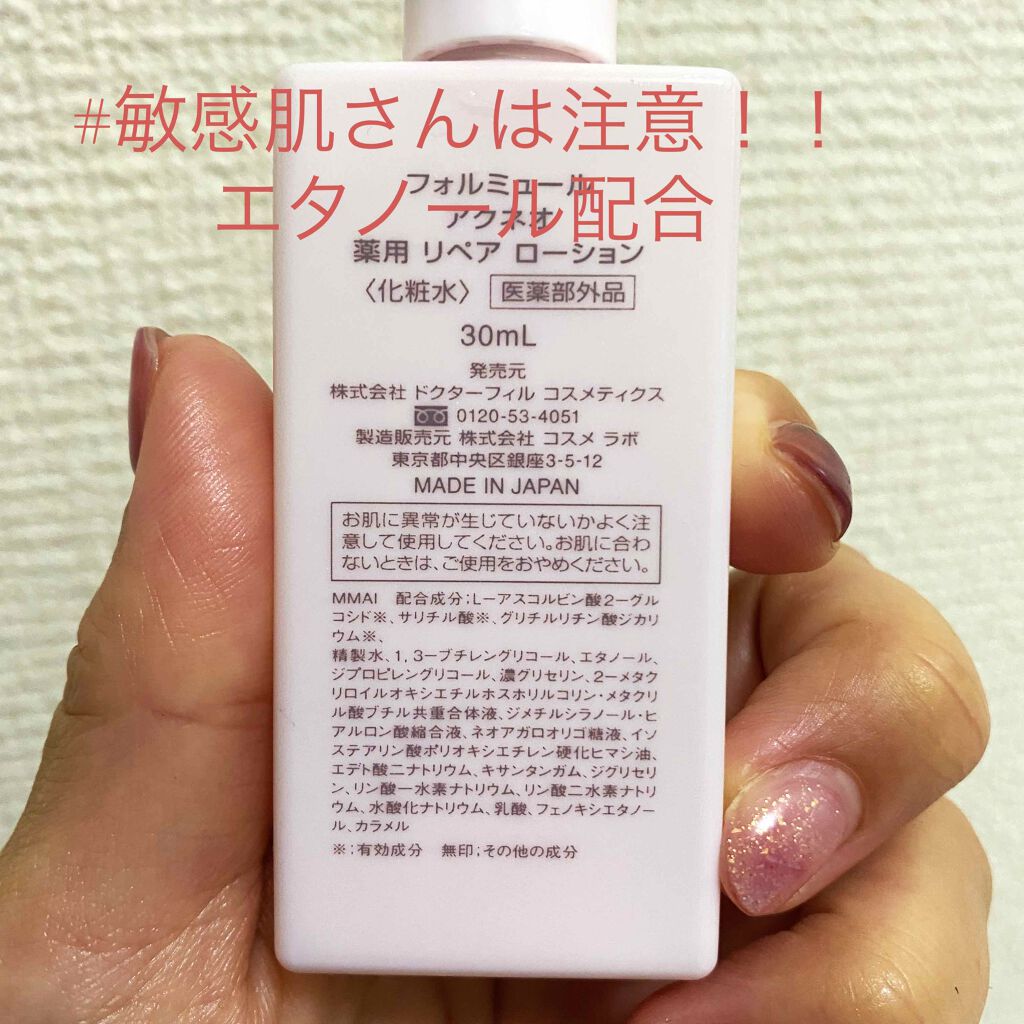 #敏感肌さんは注意！！
エタノール配合
フォルミュール
アクネオ
薬用 リペア ローション
〈化粧水〉 医薬部外品
30mL
発売元
株式会社 ドクターフィル コスメティクス
0120-53-4051
製造販売元 株式会社 コスメ ラボ
東京都中央区銀座3-5-12
MADE IN JAPAN
お肌に異常が生じていないかよく注
意して使用してください。お肌に合わ
ないときは、ご使用をおやめください。
MMAI 配合成分;L－アスコルビン酸2－グル
コシド※、サリチル酸※、グリチルリチン酸ジカリ
ウム※、
精製水、1,3－ブチレングリコール、エタノール、
ジプロピレングリコール、濃グリセリン、2－メタク
リロイルオキシエチルホスホリルコリン・メタクリ
ル酸ブチル共重合体液、ジメチルシラノール・ヒ
アルロン酸縮合液、ネオアガロオリゴ糖液、イソ
ステアリン酸ポリオキシエチレン硬化ヒマシ油、
エデト酸二ナトリウム、キサンタンガム、ジグリセリ
ン、リン酸一水素ナトリウム、リン酸二水素ナトリ
ウム、水酸化ナトリウム、乳酸、フェノキシエタノー
ル、カラメル
※;有効成分 無印;その他の成分